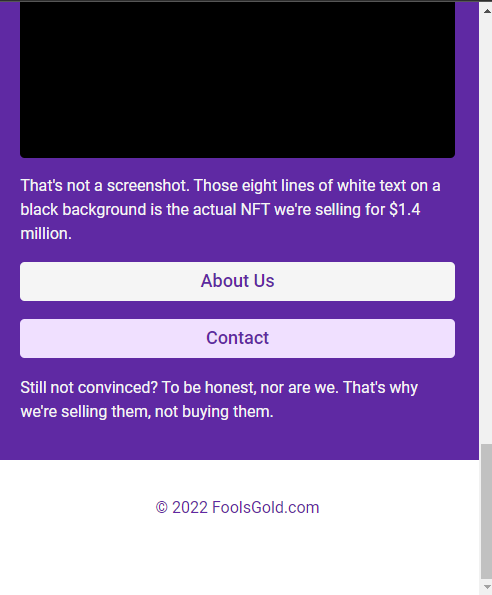 That's not a screenshot. Those eight lines of white text on a
black background is the actual NFT we're selling for $1.4
million.
About Us
Contact
Still not convinced? To be honest, nor are we. That's why
we're selling them, not buying them.
© 2022 FoolsGold.com